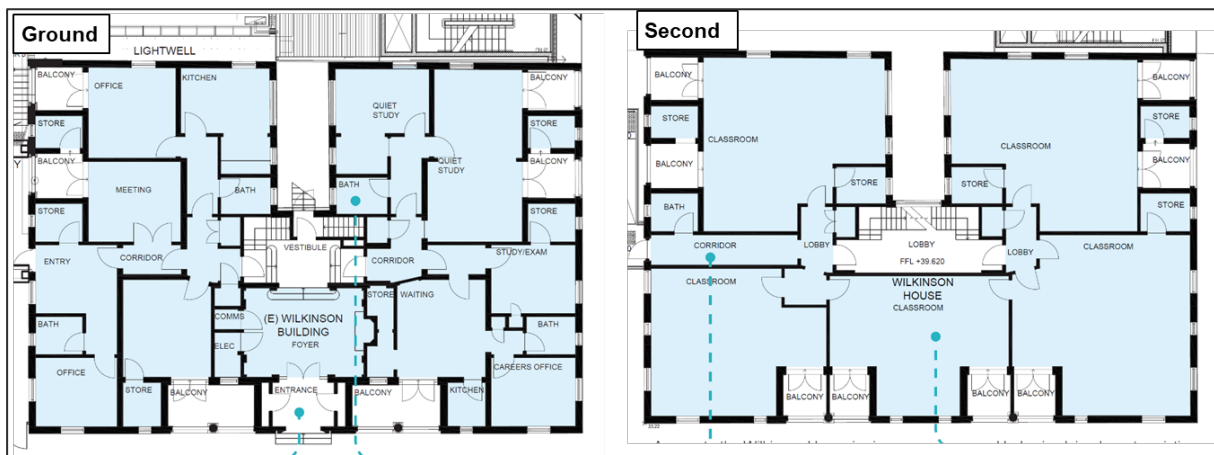 Ground
LIGHTWELL
BALCONY
OFFICE
KITCHEN
QUIET
STUDY
BALCONY
STORE
STORE
BALCONY
MEETING
BATH
BATH
QUIET
STUDY
BALCONY
STORE
STORE
VESTIBULE
ENTRY
CORRIDOR
CORRIDOR
STUDY/EXAM
STORE
WAITING
BATH
COMMS
(E) WILKINSON
BUILDING
FOYER
ELEC
BATH
OFFICE
STORE
BALCONY
ENTRANCE
BALCONY
KITCHEN
CAREERS OFFICE
Second
BALCONY
BALCONY
STORE
STORE
CLASSROOM
CLASSROOM
BALCONY
BALCONY
STORE
STORE
BATH
STORE
CORRIDOR
LOBBY
LOBBY
FFL +39.620
LOBBY
CLASSROOM
CLASSROOM
WILKINSON
HOUSE
CLASSROOM
BALCONY
BALCONY
BALCONY
BALCONY